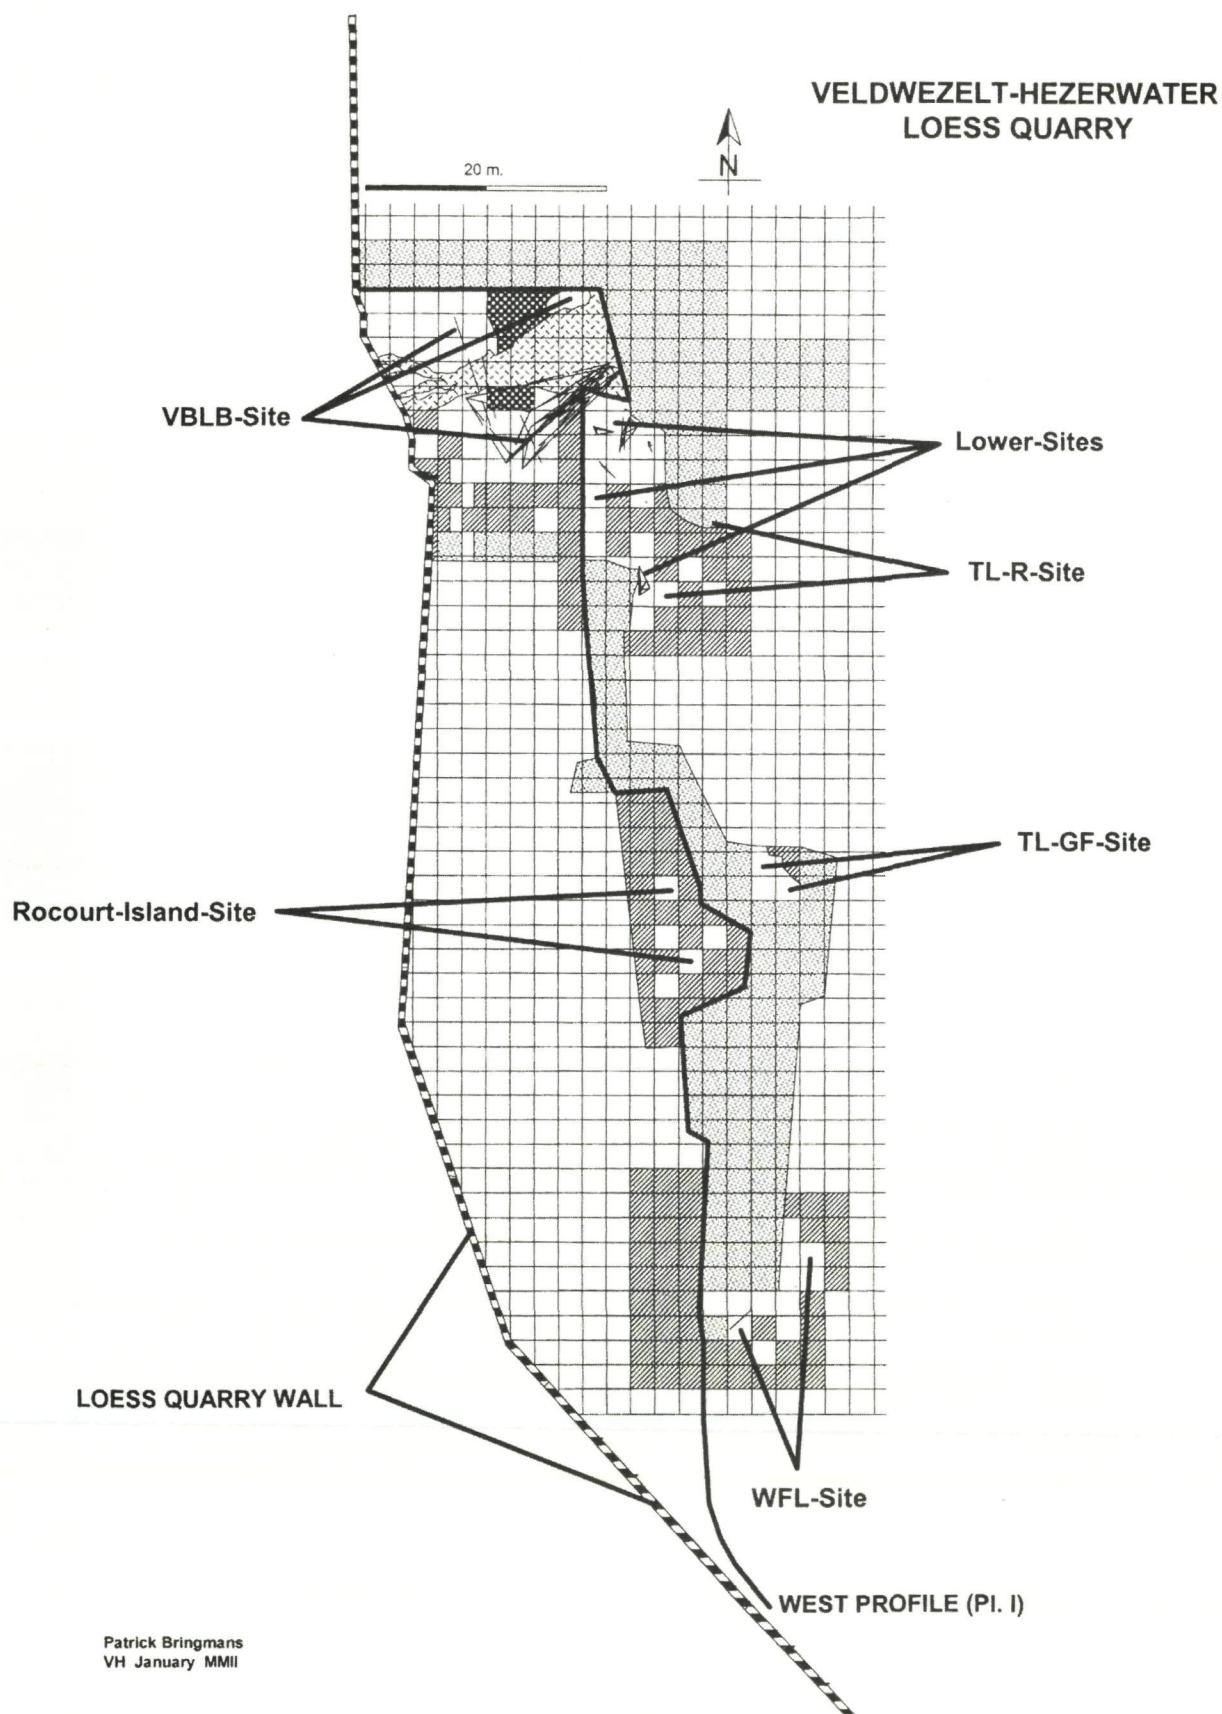 VELDWEZELT-HEZERWATER
LOESS QUARRY
20 m.
N
VBLB-Site
Lower-Sites
TL-R-Site
TL-GF-Site
Rocourt-Island-Site
LOESS QUARRY WALL
WFL-Site
WEST PROFILE (Pl. I)
Patrick Bringmans
VH January MMII